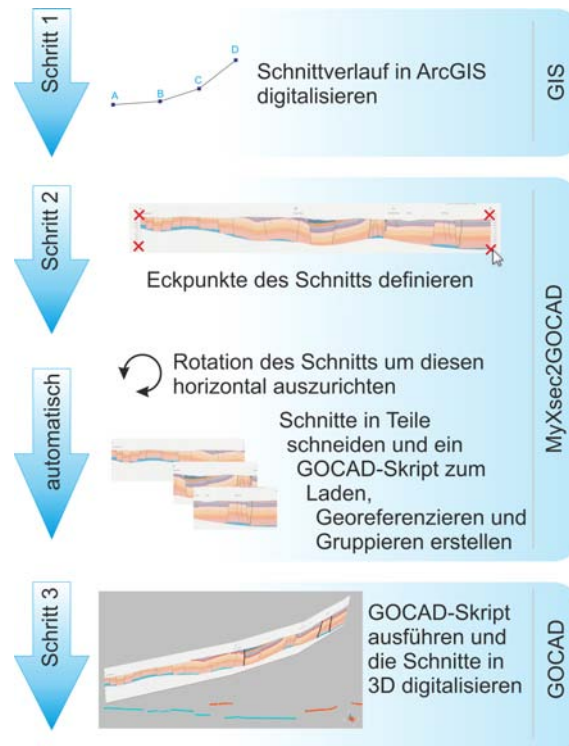 Schritt 1
A
B
C
D
Schnittverlauf in ArcGIS
digitalisieren
GIS
Schritt 2
Eckpunkte des Schnitts definieren
automatisch
Rotation des Schnitts um diesen
horizontal auszurichten
Schnitte in Teile
schneiden und ein
GOCAD-Skript zum
Laden,
Georeferenzieren und
Gruppieren erstellen
MyXsec2GOCAD
Schritt 3
GOCAD-Skript
ausführen und
die Schnitte in
3D digitalisieren
GOCAD